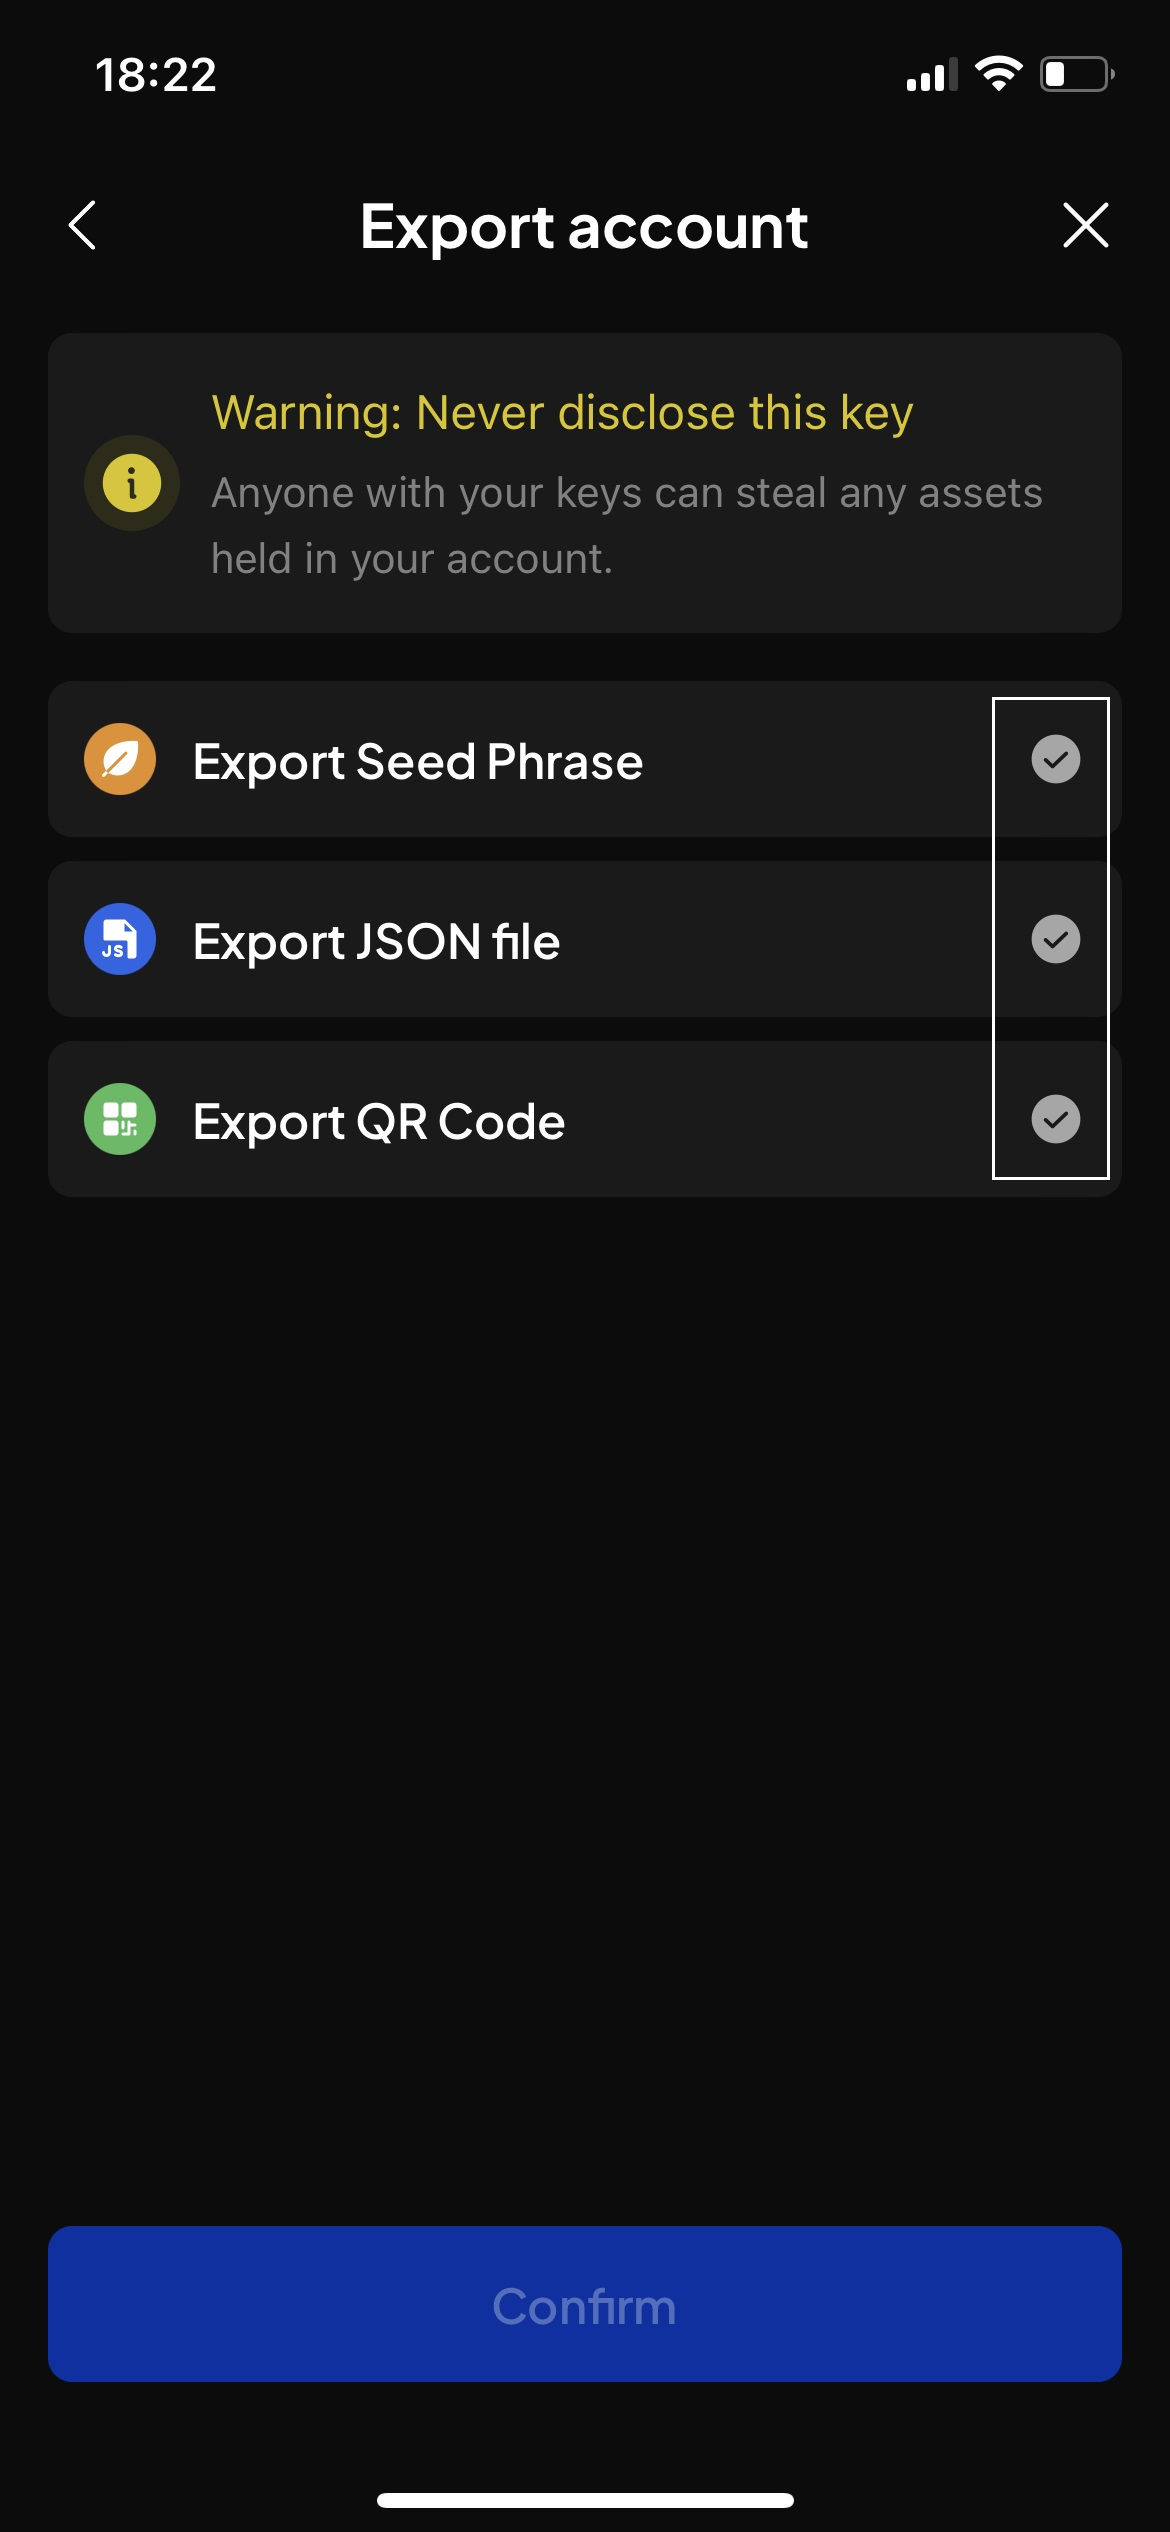 18:22
Export account
Warning: Never disclose this key
Anyone with your keys can steal any assets
held in your account.
Export Seed Phrase
JS
Export JSON file
Export QR Code
Confirm